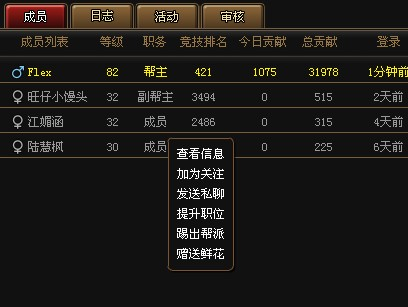 成员 日志 活动 审核
成员列表 等级 职务 竞技排名 今日贡献 总贡献 登录
Flex 82 帮主 421 1075 31978 1分钟前
旺仔小馒头 32 副帮主 3494 0 515 2天前
江媚涵 32 成员 2486 0 315 4天前
陆慧枫 30 成员 0 225 6天前
查看信息
加为关注
发送私聊
提升职位
踢出帮派
赠送鲜花